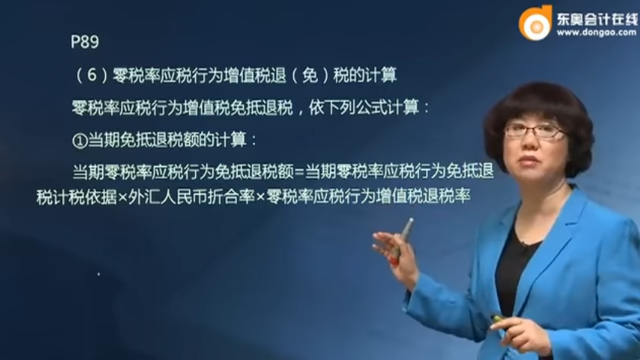 东奥会计在线
www.dongao.com
P89
（6）零税率应税行为增值税退（免）税的计算
零税率应税行为增值税免抵退税，依下列公式计算：
①当期免抵退税额的计算：
当期零税率应税行为免抵退税额=当期零税率应税行为免抵退
税计税依据×外汇人民币折合率×零税率应税行为增值税退税率